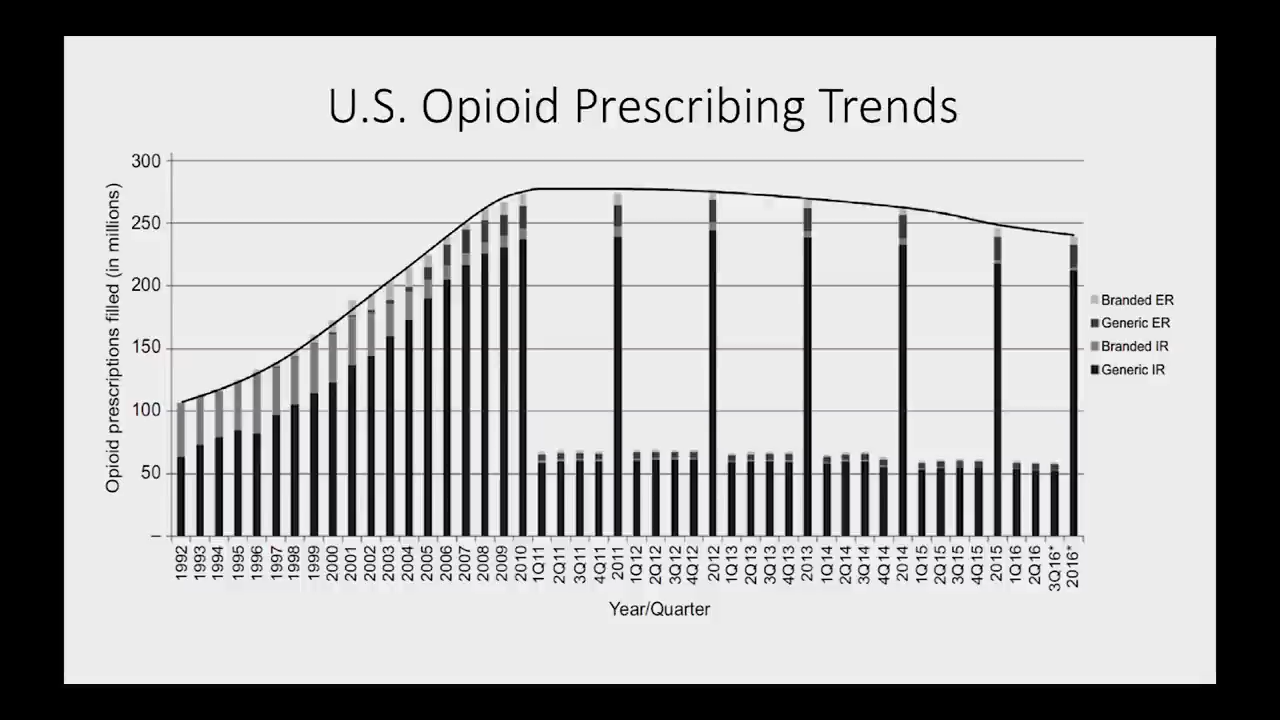 U.S. Opioid Prescribing Trends
Opioid prescriptions filled (in millions)
300
250
200
150
100
50
–
1992 1993 1994 1995 1996 1997 1998 1999 2000 2001 2002 2003 2004 2005 2006 2007 2008 2009 2010 1Q11 2Q11 3Q11 4Q11 2011 1Q12 2Q12 3Q12 4Q12 2012 1Q13 2Q13 3Q13 4Q13 2013 1Q14 2Q14 3Q14 4Q14 2014 1Q15 2Q15 3Q15 4Q15 2015 1Q16 2Q16 3Q16* 2016*
Year/Quarter
Branded ER
Generic ER
Branded IR
Generic IR